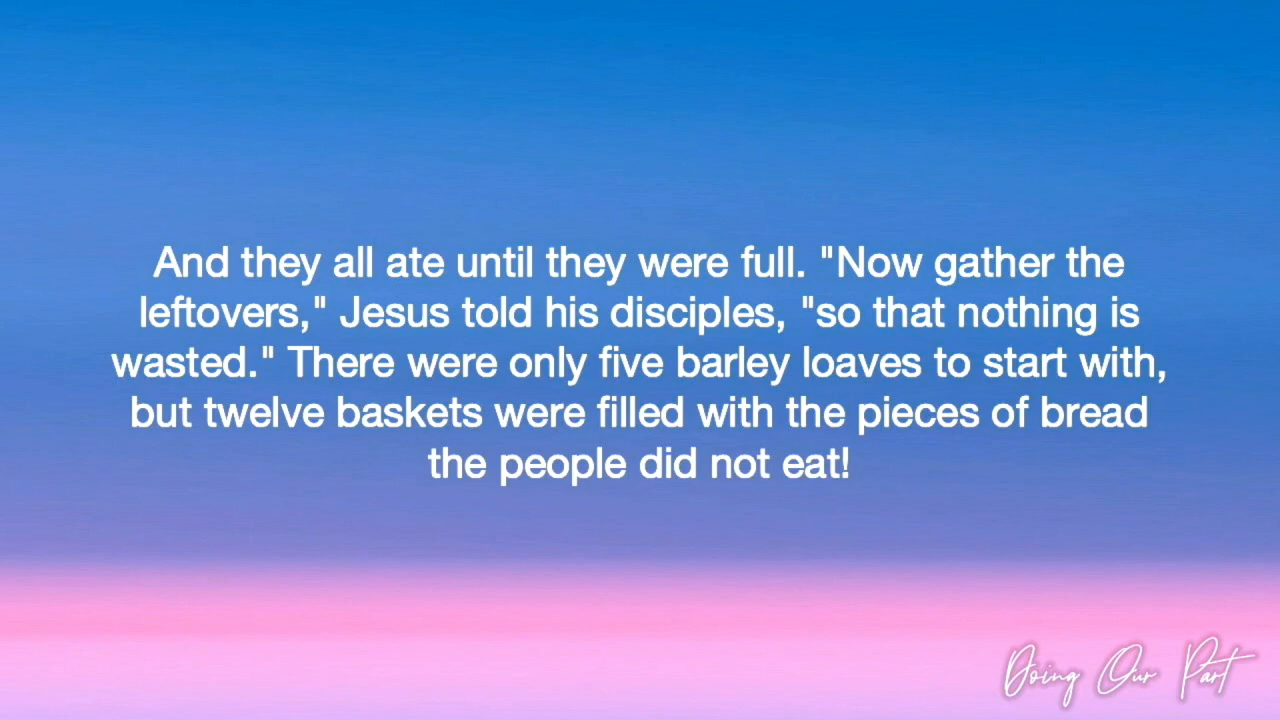 And they all ate until they were full. "Now gather the
leftovers," Jesus told his disciples, "so that nothing is
wasted." There were only five barley loaves to start with,
but twelve baskets were filled with the pieces of bread
the people did not eat!
Doing Our Part